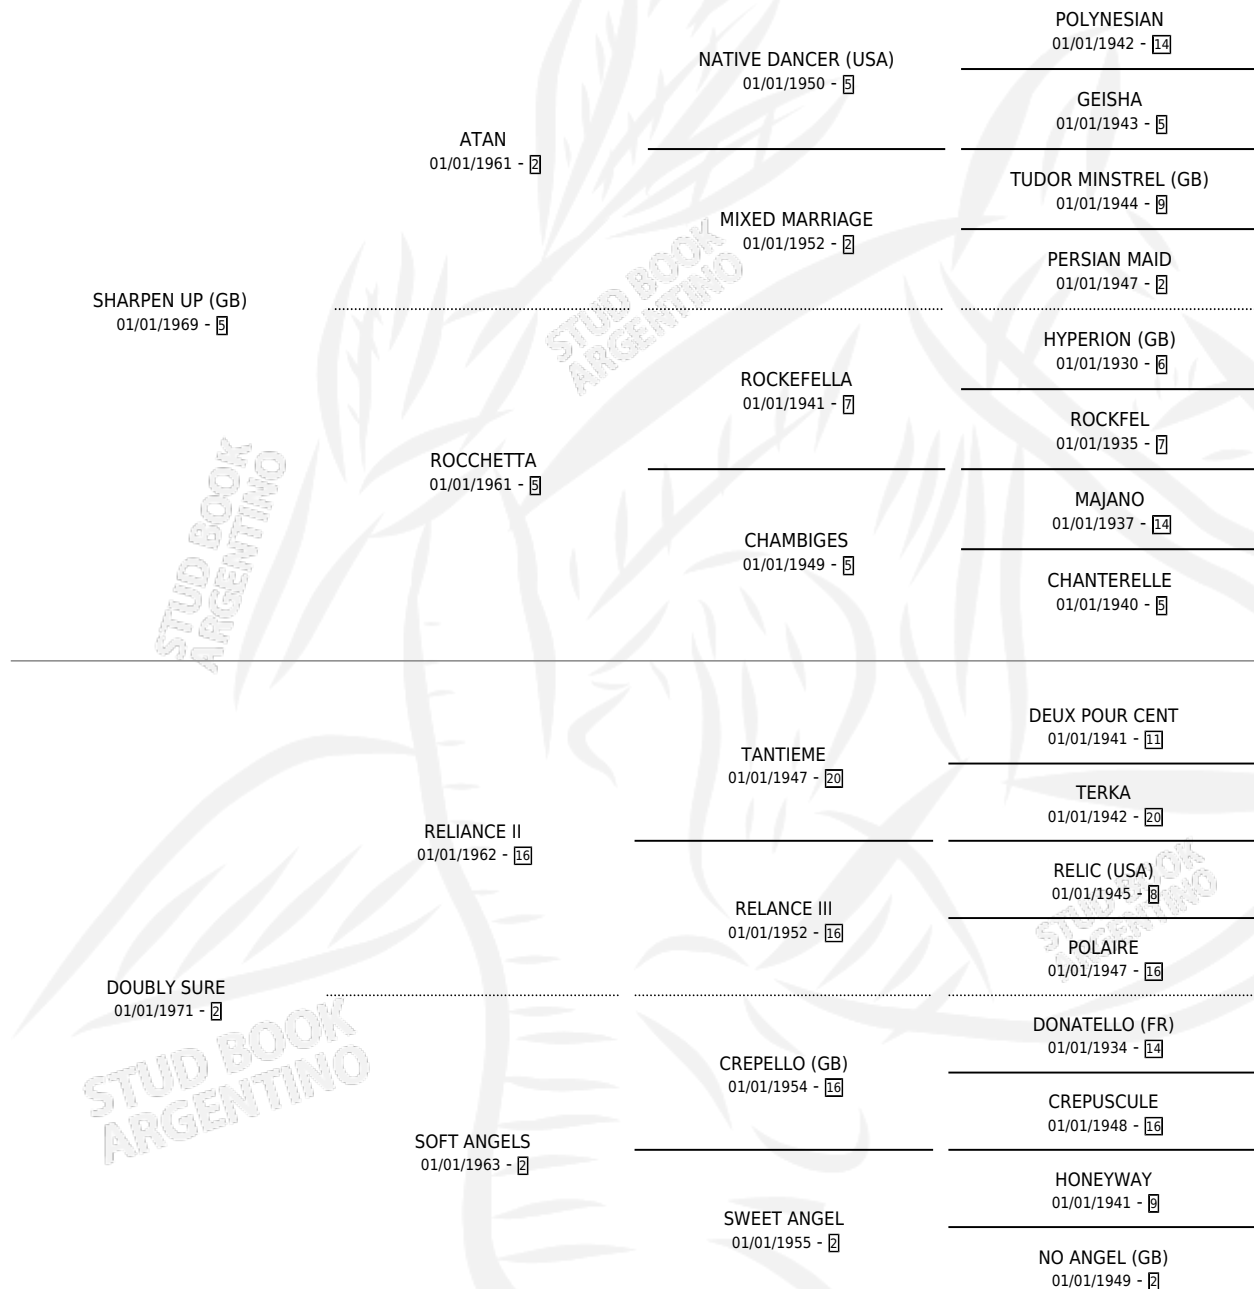 SHARPEN UP (GB)
01/01/1969 - 5
ATAN
01/01/1961 - 2
ROCCHETTA
01/01/1961 - 5
NATIVE DANCER (USA)
01/01/1950 - 5
MIXED MARRIAGE
01/01/1952 - 2
ROCKEFELLA
01/01/1941 - 7
CHAMBIGES
01/01/1949 - 5
POLYNESIAN
01/01/1942 - 14
GEISHA
01/01/1943 - 5
TUDOR MINSTREL (GB)
01/01/1944 - 9
PERSIAN MAID
01/01/1947 - 2
HYPERION (GB)
01/01/1930 - 6
ROCKFEL
01/01/1935 - 7
MAJANO
01/01/1937 - 14
CHANTERELLE
01/01/1940 - 5
DOUBLY SURE
01/01/1971 - 2
RELIANCE II
01/01/1962 - 16
SOFT ANGELS
01/01/1963 - 2
TANTIEME
01/01/1947 - 20
RELANCE III
01/01/1952 - 16
CREPELLO (GB)
01/01/1954 - 16
SWEET ANGEL
01/01/1955 - 2
DEUX POUR CENT
01/01/1941 - 11
TERKA
01/01/1942 - 20
RELIC (USA)
01/01/1945 - 8
POLAIRE
01/01/1947 - 16
DONATELLO (FR)
01/01/1934 - 14
CREPUSCULE
01/01/1948 - 16
HONEYWAY
01/01/1941 - 9
NO ANGEL (GB)
01/01/1949 - 2
STUD BOOK
ARGENTINO
STUD BOOK
ARGENTINO
STUD BOOK
ARGENTINO
STUD BOOK
ARGENTINO